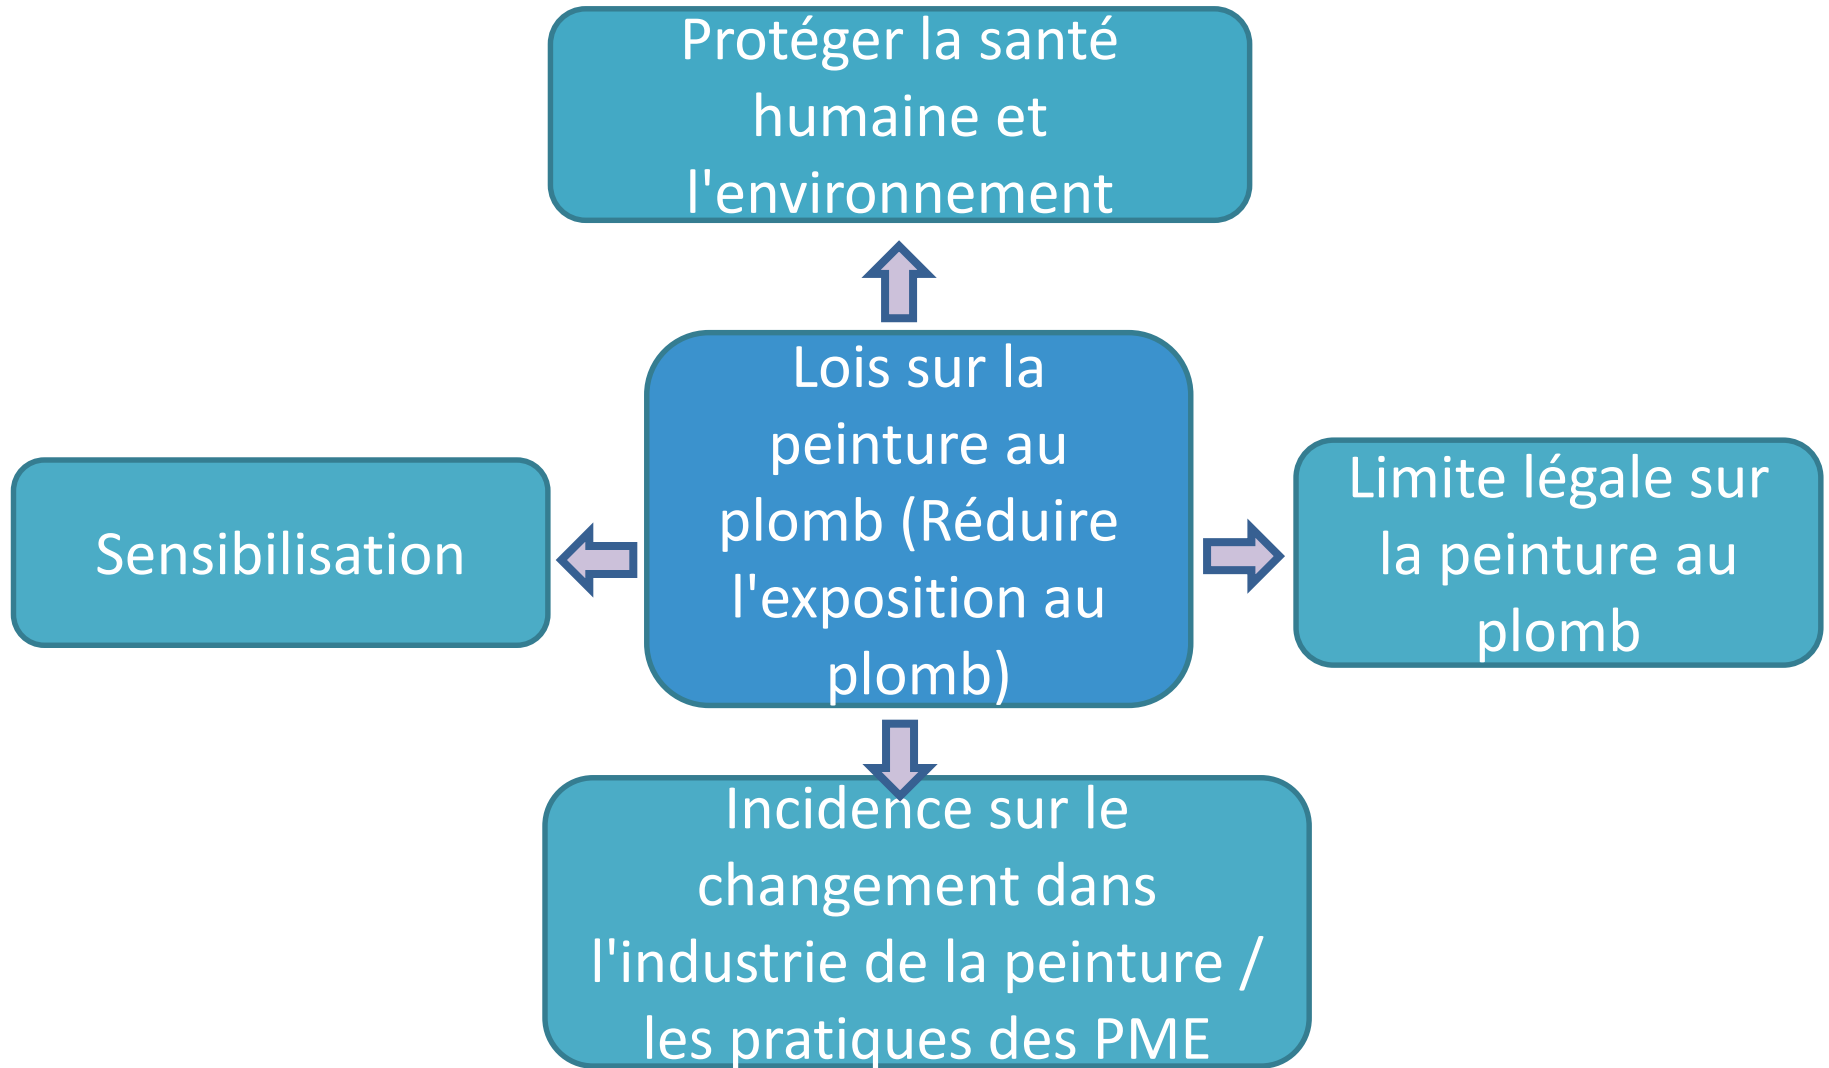 Protéger la santé
humaine et
l'environnement
Lois sur la
peinture au
plomb (Réduire
l'exposition au
plomb)
Sensibilisation
Limite légale sur
la peinture au
plomb
Incidence sur le
changement dans
l'industrie de la peinture /
les pratiques des PME